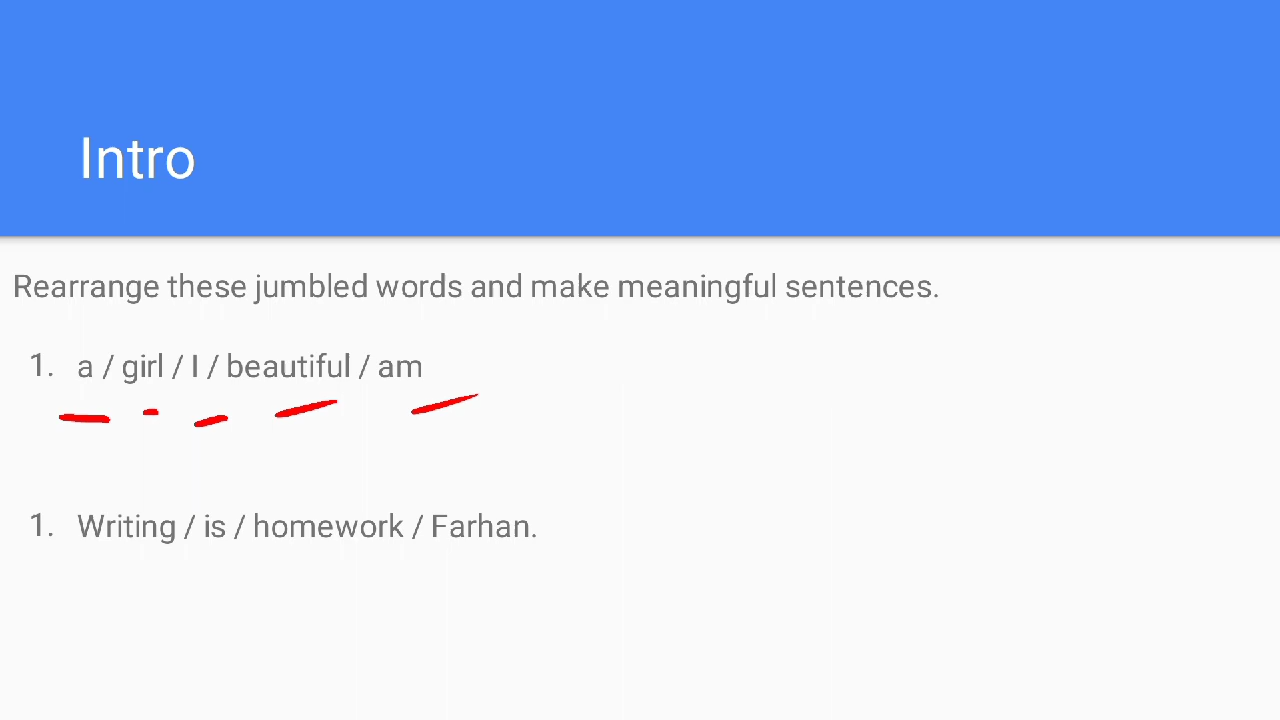 Intro
Rearrange these jumbled words and make meaningful sentences.
1. a / girl / I / beautiful / am
1. Writing / is / homework / Farhan.